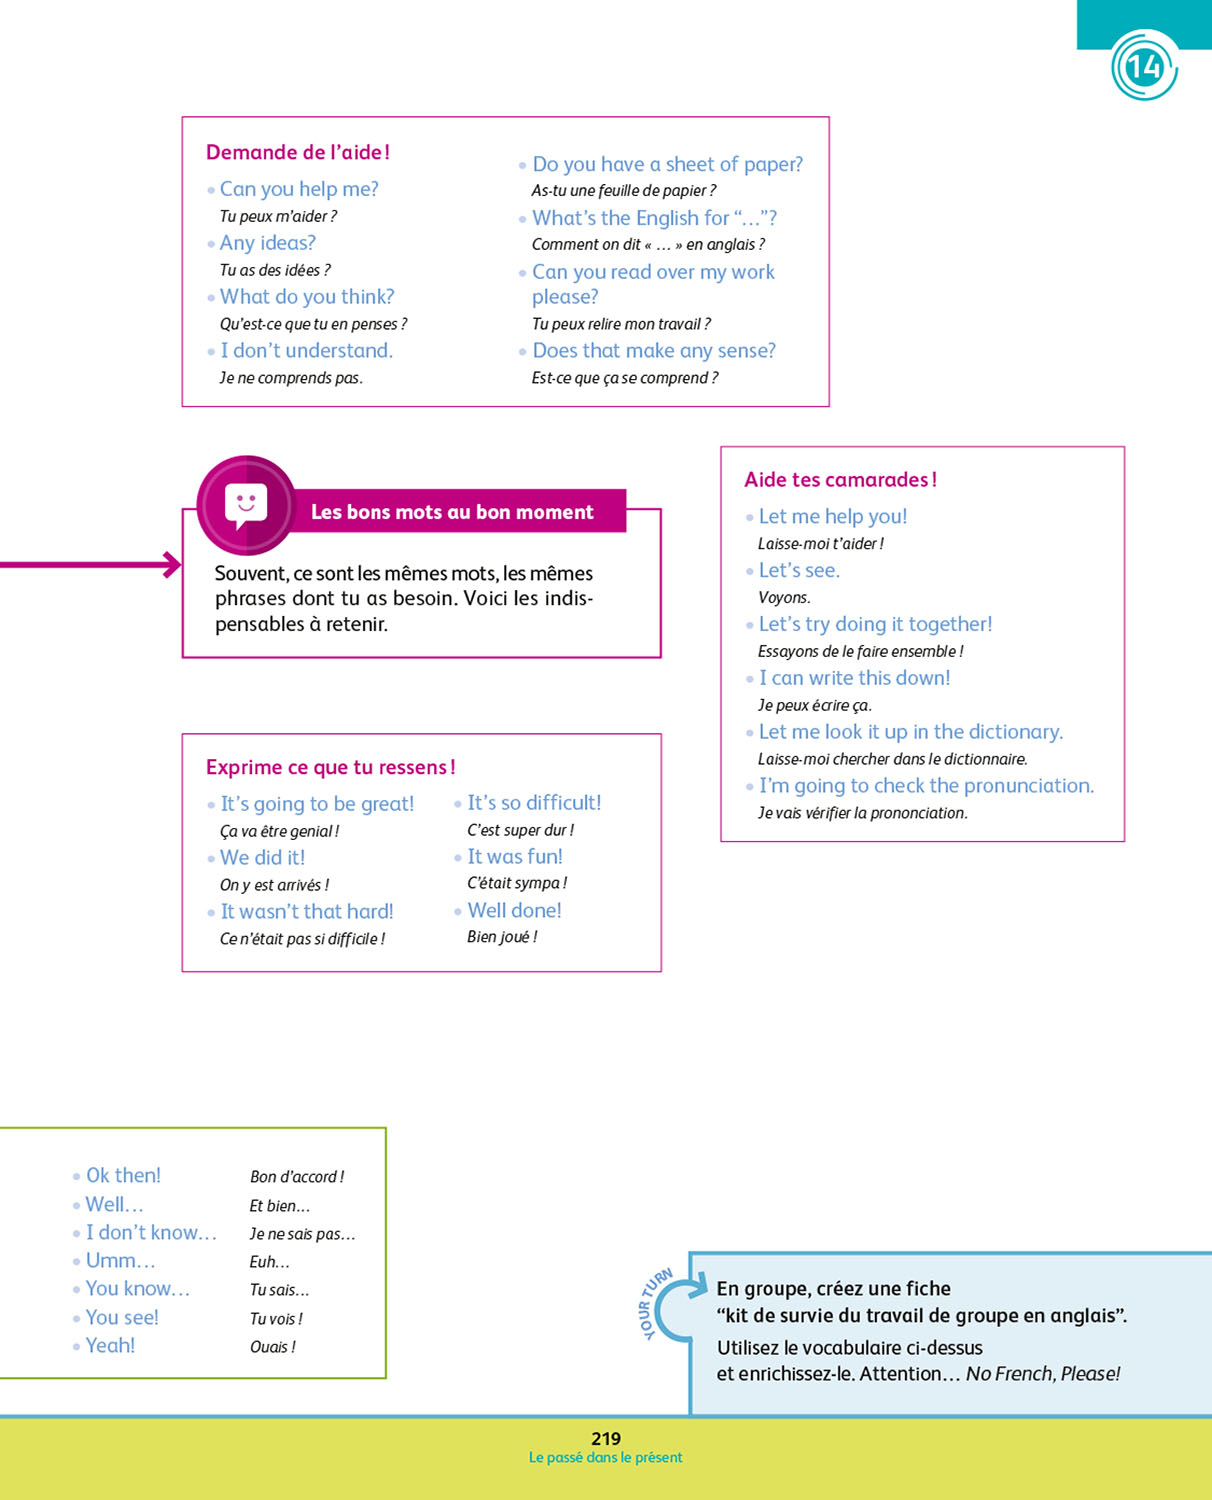 14
Demande de l’aide !
• Can you help me?
Tu peux m’aider ?
• Any ideas?
Tu as des idées ?
• What do you think?
Qu’est-ce que tu en penses ?
• I don’t understand.
Je ne comprends pas.
• Do you have a sheet of paper?
As-tu une feuille de papier ?
• What’s the English for “…”?
Comment on dit « … » en anglais ?
• Can you read over my work
please?
Tu peux relire mon travail ?
• Does that make any sense?
Est-ce que ça se comprend ?
Les bons mots au bon moment
Souvent, ce sont les mêmes mots, les mêmes
phrases dont tu as besoin. Voici les indis-
pensables à retenir.
Aide tes camarades !
• Let me help you!
Laisse-moi t’aider !
• Let’s see.
Voyons.
• Let’s try doing it together!
Essayons de le faire ensemble !
• I can write this down!
Je peux écrire ça.
• Let me look it up in the dictionary.
Laisse-moi chercher dans le dictionnaire.
• I’m going to check the pronunciation.
Je vais vérifier la prononciation.
Exprime ce que tu ressens !
• It’s going to be great!
Ça va être genial !
• We did it!
On y est arrivés !
• It wasn’t that hard!
Ce n’était pas si difficile !
• It’s so difficult!
C’est super dur !
• It was fun!
C’était sympa !
• Well done!
Bien joué !
• Ok then! Bon d’accord !
• Well… Et bien…
• I don’t know… Je ne sais pas…
• Umm… Euh…
• You know… Tu sais…
• You see! Tu vois !
• Yeah! Ouais !
YOUR TURN
En groupe, créez une fiche
“kit de survie du travail de groupe en anglais”.
Utilisez le vocabulaire ci-dessus
et enrichissez-le. Attention… No French, Please!
219
Le passé dans le présent